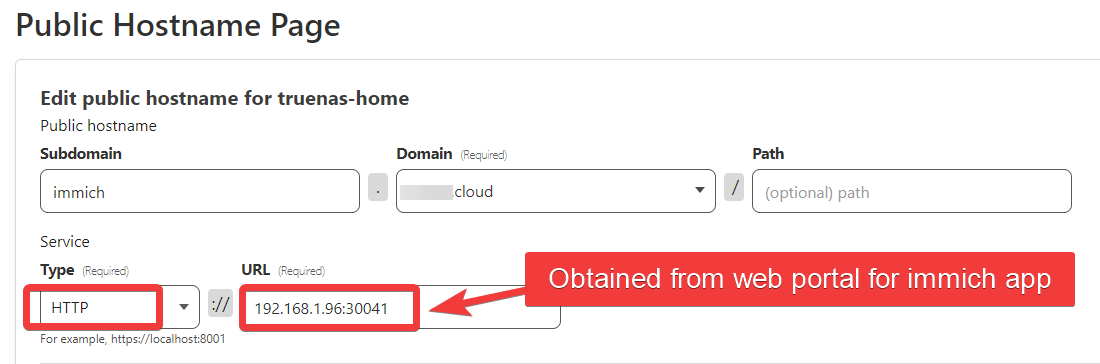 Public Hostname Page
Edit public hostname for truenas-home
Public hostname
Subdomain
Domain (Required)
Path
immich
.
.cloud
/
(optional) path
Service
Type (Required)
URL (Required)
HTTP
://
192.168.1.96:30041
Obtained from web portal for immich app
For example, https://localhost:8001